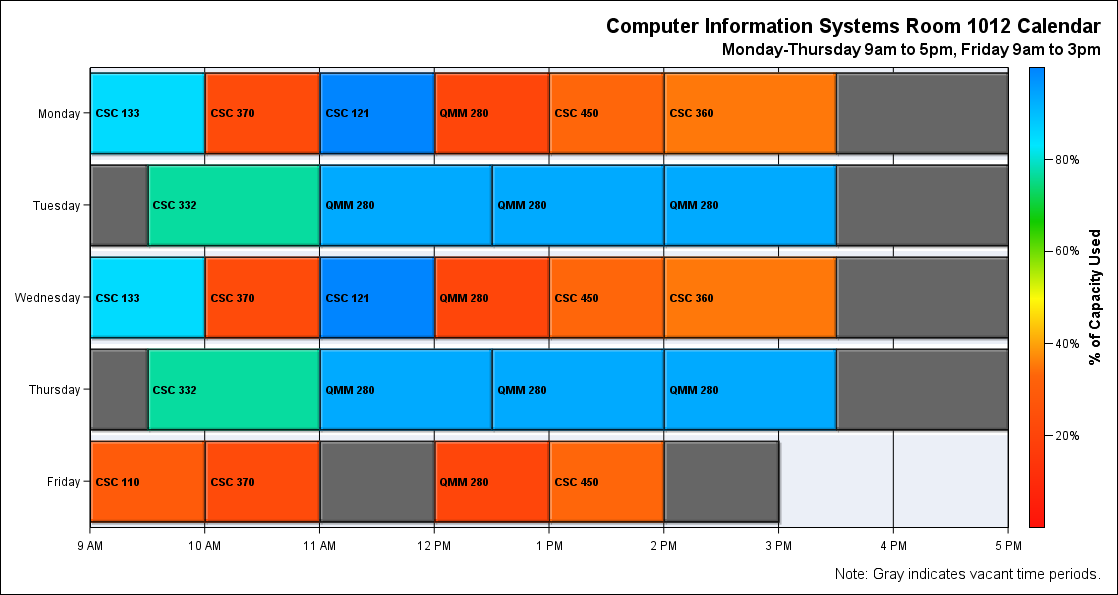 Computer Information Systems Room 1012 Calendar
Monday-Thursday 9am to 5pm, Friday 9am to 3pm
Monday
CSC 133
CSC 370
CSC 121
QMM 280
CSC 450
CSC 360
Tuesday
CSC 332
QMM 280
QMM 280
QMM 280
Wednesday
CSC 133
CSC 370
CSC 121
QMM 280
CSC 450
CSC 360
Thursday
CSC 332
QMM 280
QMM 280
QMM 280
Friday
CSC 110
CSC 370
QMM 280
CSC 450
9 AM
10 AM
11 AM
12 PM
1 PM
2 PM
3 PM
4 PM
5 PM
80%
60%
40%
20%
% of Capacity Used
Note: Gray indicates vacant time periods.